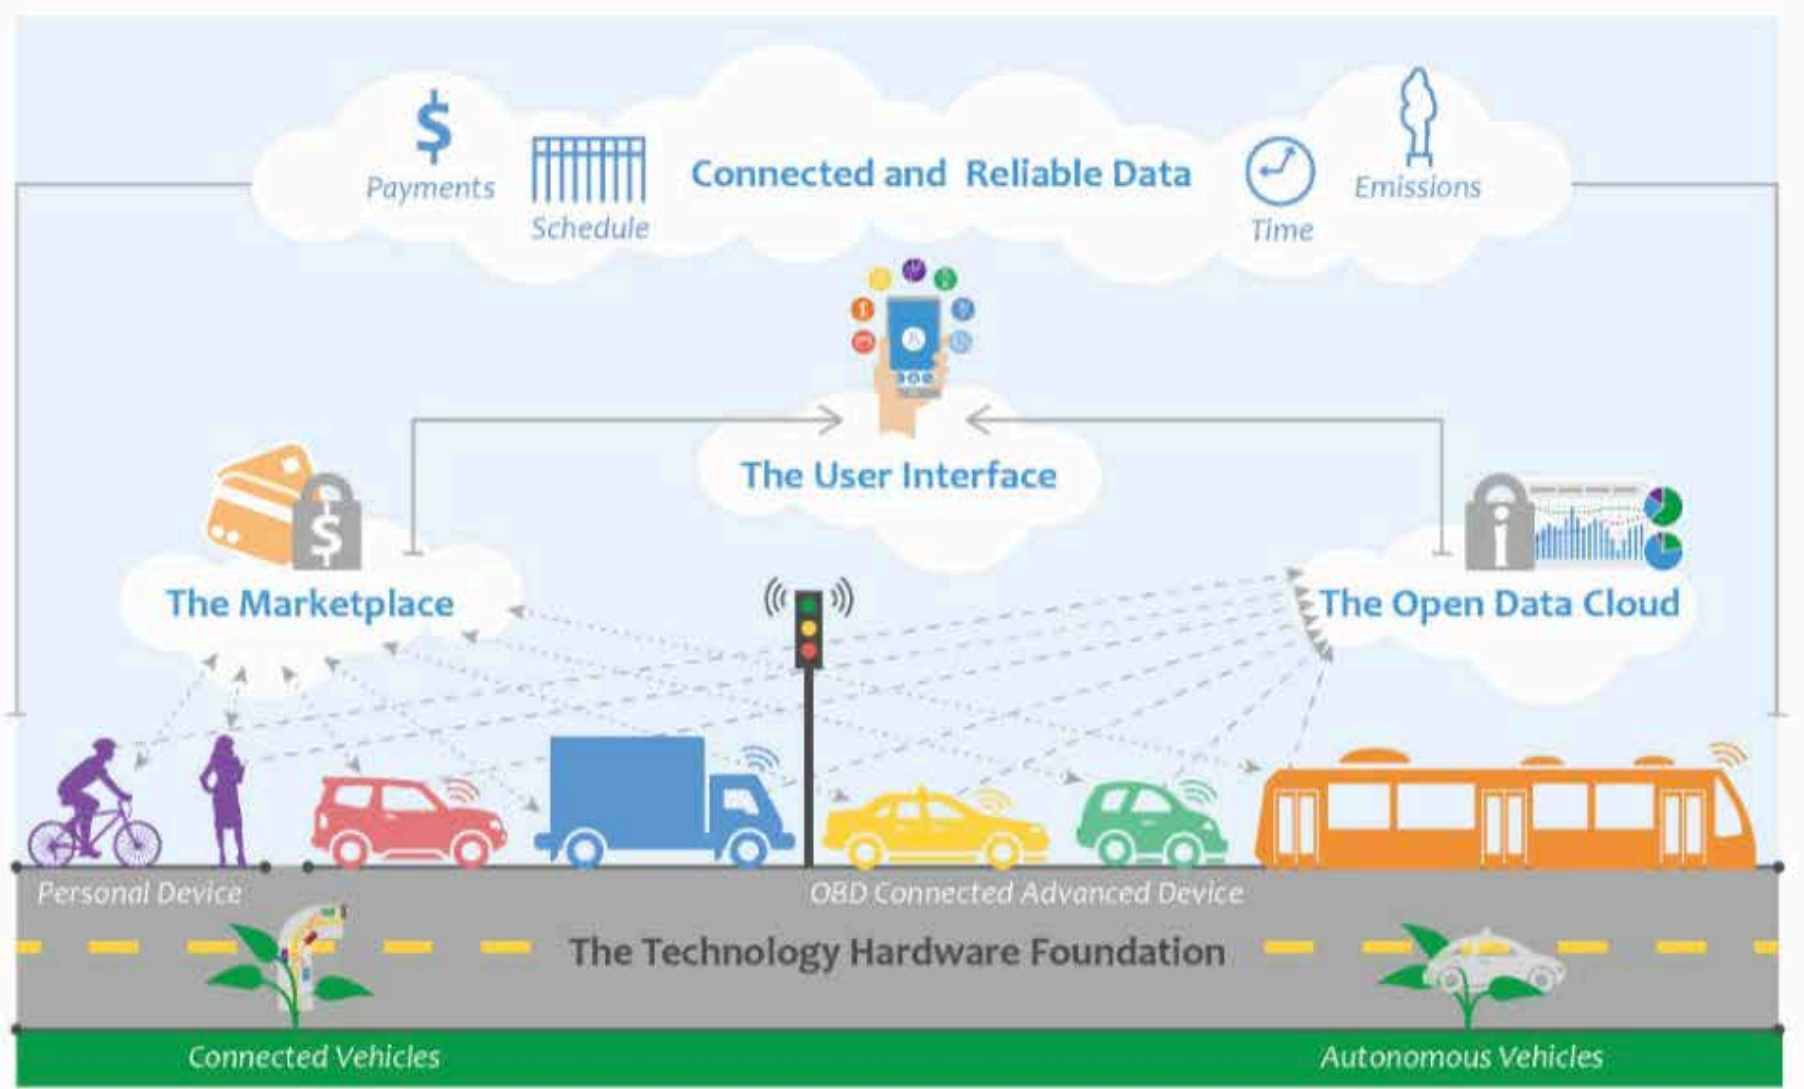 $
Payments
Schedule
Connected and Reliable Data
Time
Emissions
The User Interface
$
The Marketplace
i
The Open Data Cloud
Personal Device
OBD Connected Advanced Device
The Technology Hardware Foundation
Connected Vehicles
Autonomous Vehicles